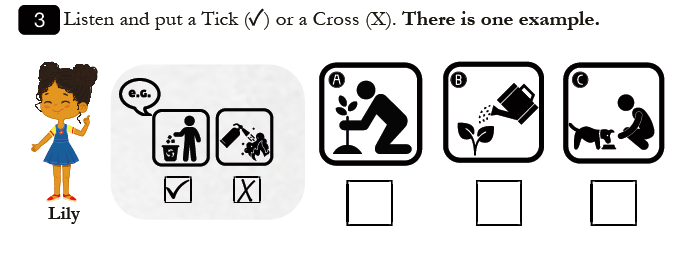 3 Listen and put a Tick (✓) or a Cross (X). There is one example.
e.G.
A
B
C
✓ X
Lily